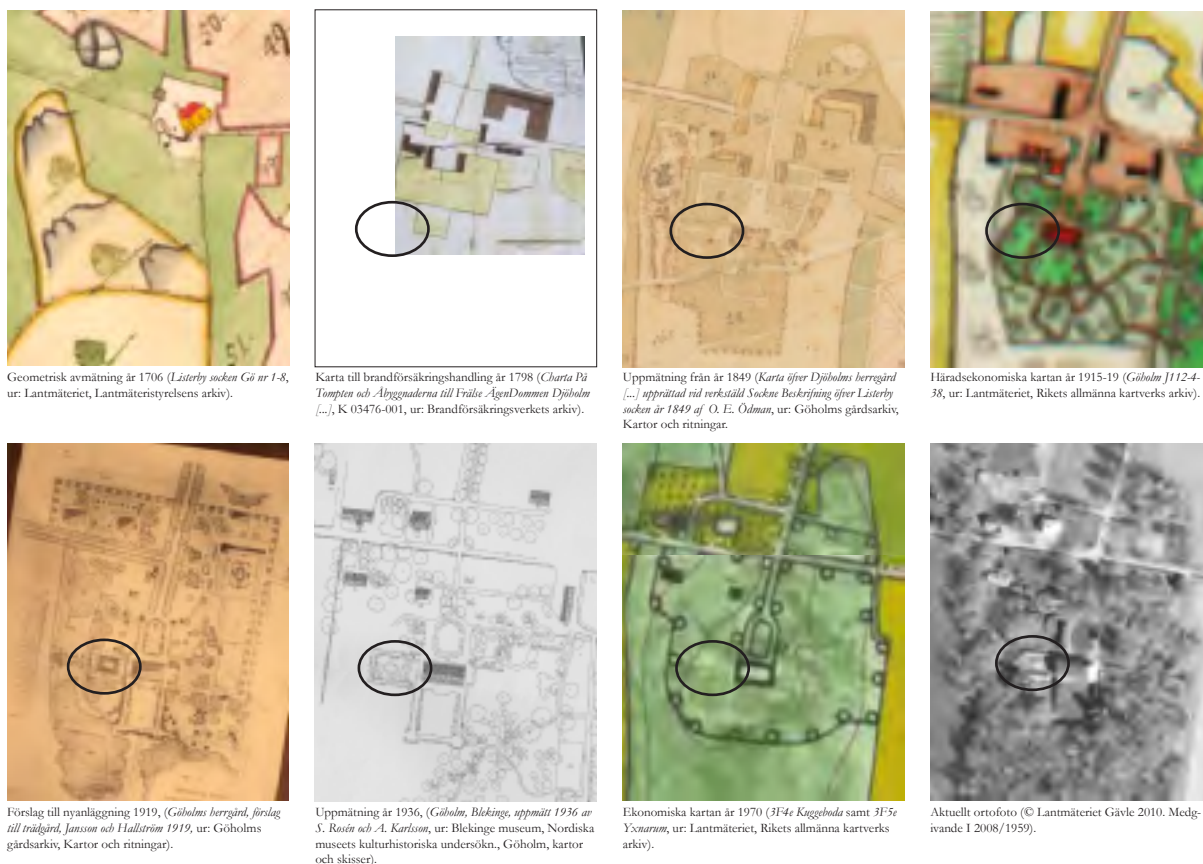 Geometrisk avmätning år 1706 (Listerby socken Gö nr 1-8,
ur: Lantmäteriet, Lantmäteristyrelsens arkiv).
Karta till brandförsäkringshandling år 1798 (Charta På
Tompten och Åbyggnaderna till Frälse ÄgenDommen Djöholm
[...], K 03476-001, ur: Brandförsäkringsverkets arkiv).
Uppmätning från år 1849 (Karta öfver Djöholms herregård
[...] upprättad vid verkstäld Sockne Beskrifning öfver Listerby
socken år 1849 af O. E. Ödman, ur: Göholms gårdsarkiv,
Kartor och ritningar.
Häradsekonomiska kartan år 1915-19 (Göholm J112-4-
38, ur: Lantmäteriet, Rikets allmänna kartverks arkiv).
Förslag till nyanläggning 1919, (Göholms herrgård, förslag
till trädgård, Jansson och Hallström 1919, ur: Göholms
gårdsarkiv, Kartor och ritningar).
Uppmätning år 1936, (Göholm, Blekinge, uppmätt 1936 av
S. Rosén och A. Karlsson, ur: Blekinge museum, Nordiska
museets kulturhistoriska undersökn., Göholm, kartor
och skisser).
Ekonomiska kartan år 1970 (3F4e Kuggeboda samt 3F5e
Yxnarum, ur: Lantmäteriet, Rikets allmänna kartverks
arkiv).
Aktuellt ortofoto (© Lantmäteriet Gävle 2010. Medg-
ivande I 2008/1959).